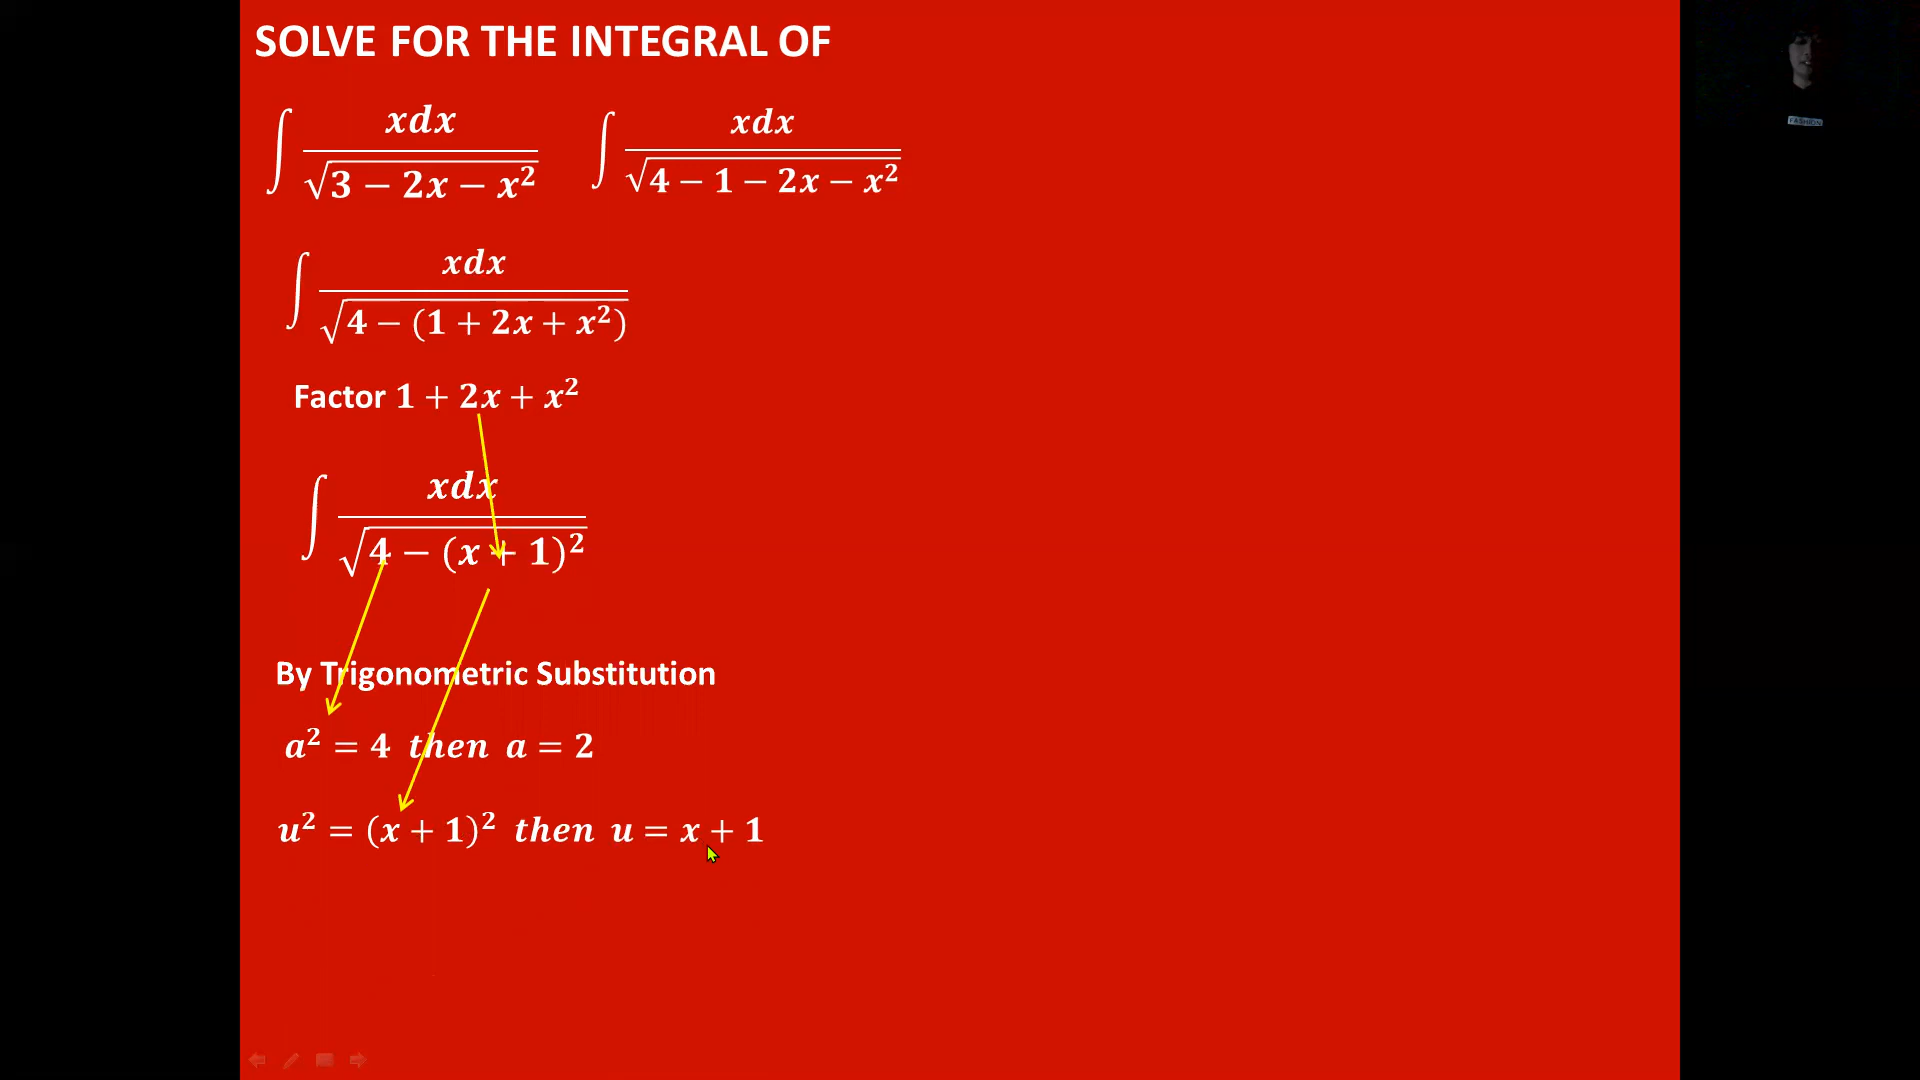 SOLVE FOR THE INTEGRAL OF
∫ xdx / √(3 − 2x − x²)   ∫ xdx / √(4 − 1 − 2x − x²)
∫ xdx / √(4 − (1 + 2x + x²))
Factor 1 + 2x + x²
∫ xdx / √(4 − (x + 1)²)
By Trigonometric Substitution
a² = 4 then a = 2
u² = (x + 1)² then u = x + 1
FASHION